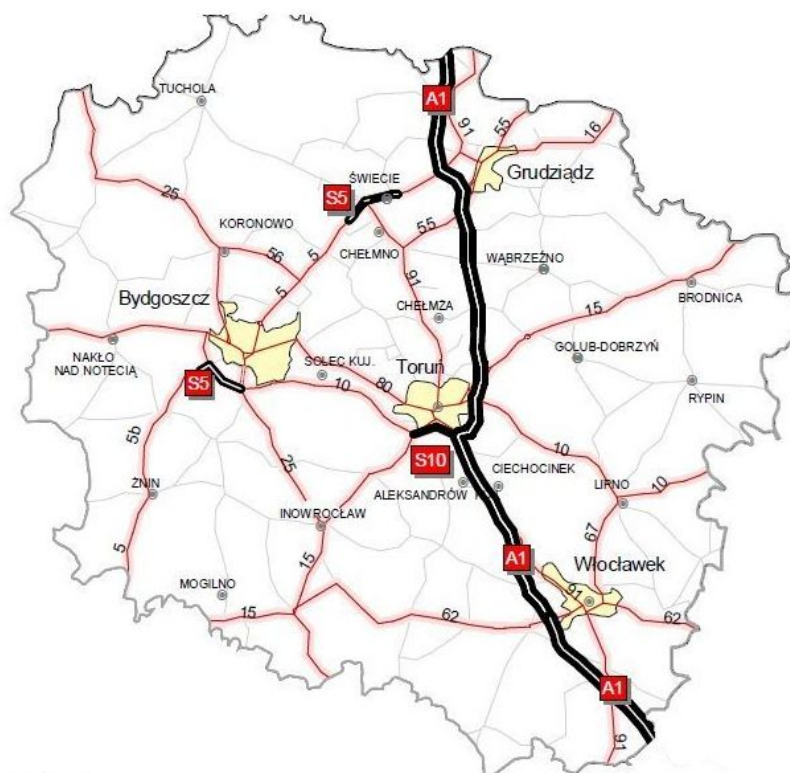 TUCHOLA
A1
91
55
16
Grudziądz
ŚWIECIE
S5
25
KORONOWO
56
5
CHEŁMNO
55
91
WĄBRZEŹNO
5
Bydgoszcz
CHEŁMŻA
BRODNICA
15
NAKŁO
NAD NOTECIĄ
SOLEC KUJ.
Toruń
GOLUB-DOBRZYŃ
S5
10
80
RYPIN
5b
S10
10
25
CIECHOCINEK
ALEKSANDRÓW
ŻNIN
LIPNO
10
INOWROCŁAW
67
5
15
A1
Włocławek
MOGILNO
91
15
62
62
A1
91